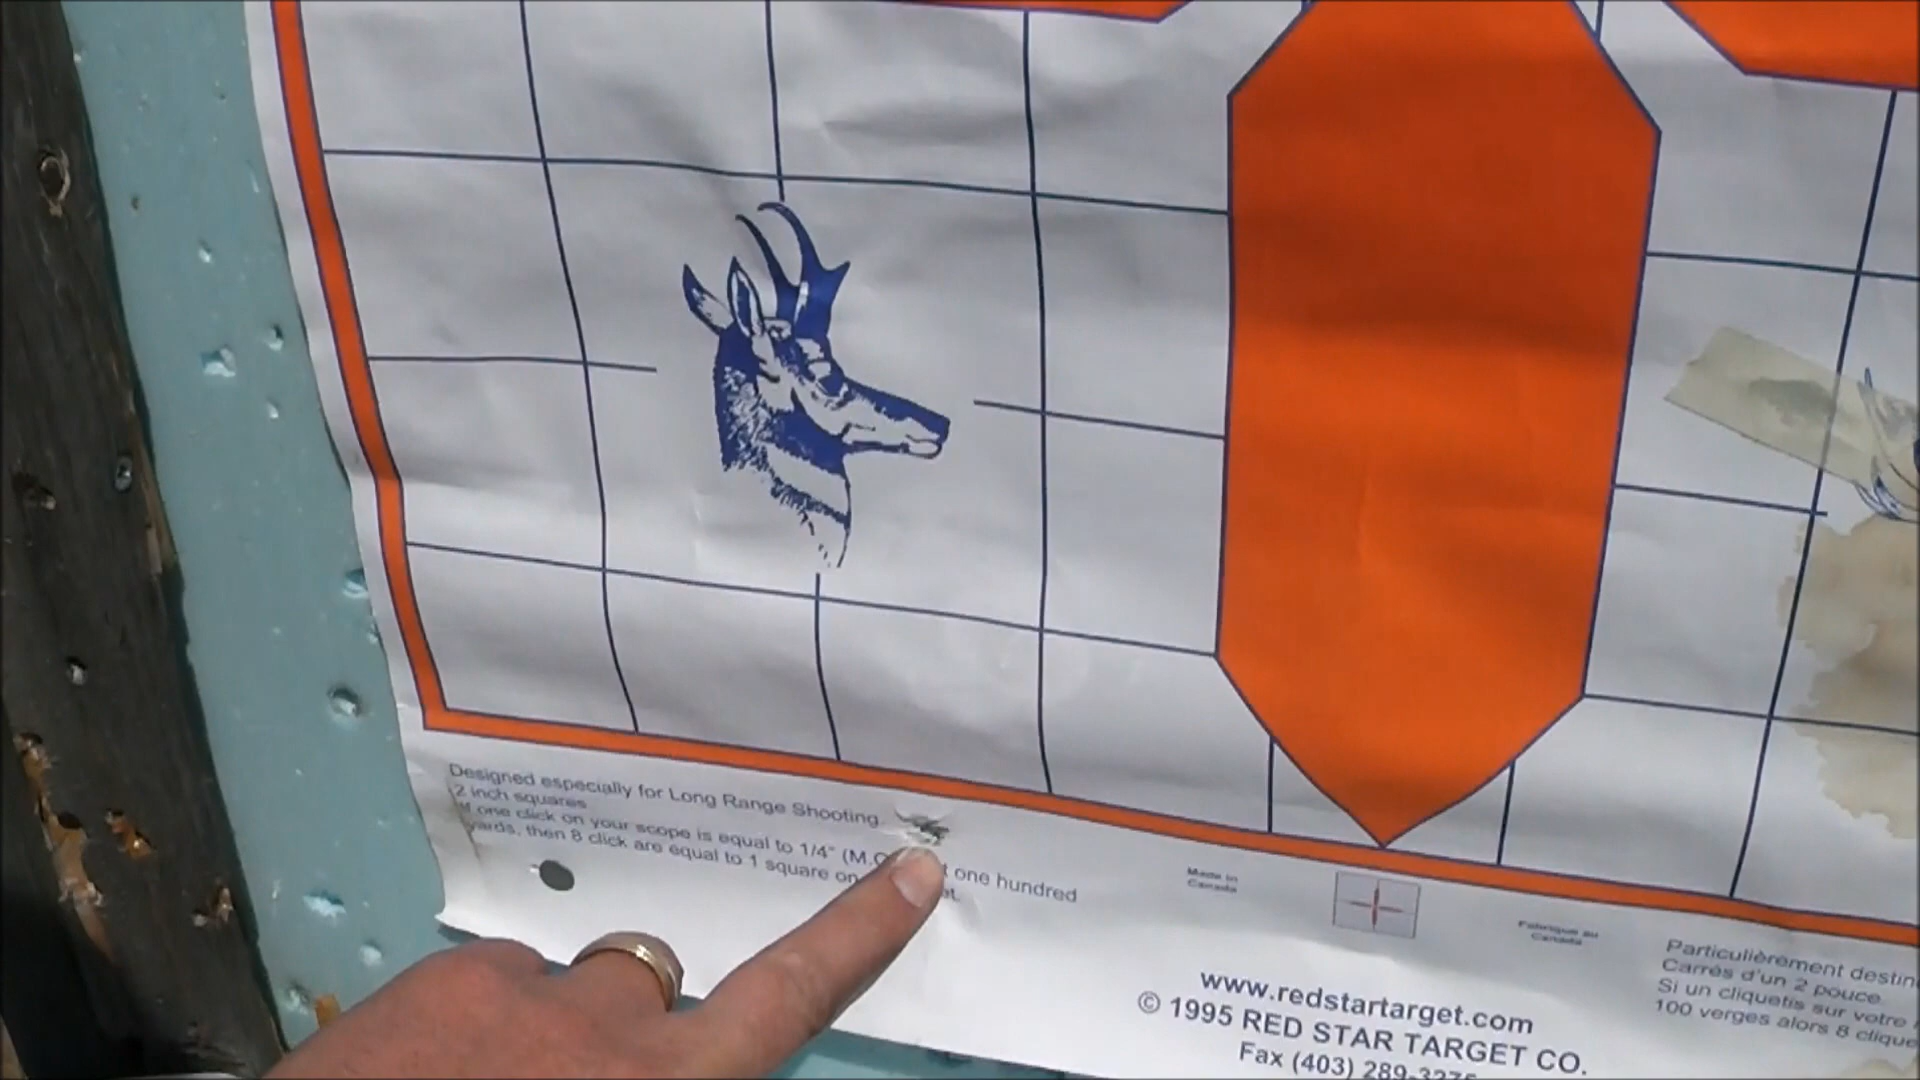 Designed especially for Long Range Shooting.
2 inch squares
If one click on your scope is equal to 1/4" (M.O one hundred
yards, then 8 click are equal to 1 square on
Made in
Canada
Fabrique au
Canada
www.redstartarget.com
© 1995 RED STAR TARGET CO.
Fax (403) 289-3275
Particulièrement destin
Carrés d'un 2 pouce
Si un cliquetis sur votre
100 verges alors 8 clique